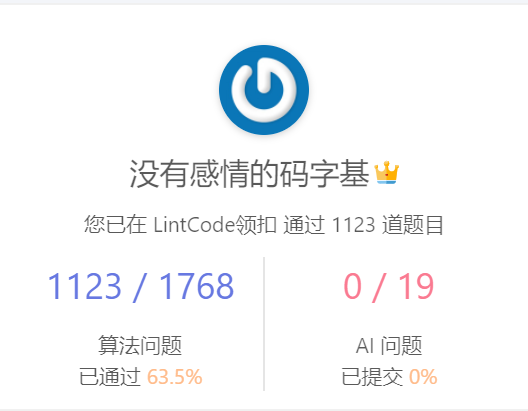 没有感情的码字基
您已在 LintCode领扣 通过 1123 道题目
1123 / 1768
算法问题
已通过 63.5%
0 / 19
AI 问题
已提交 0%